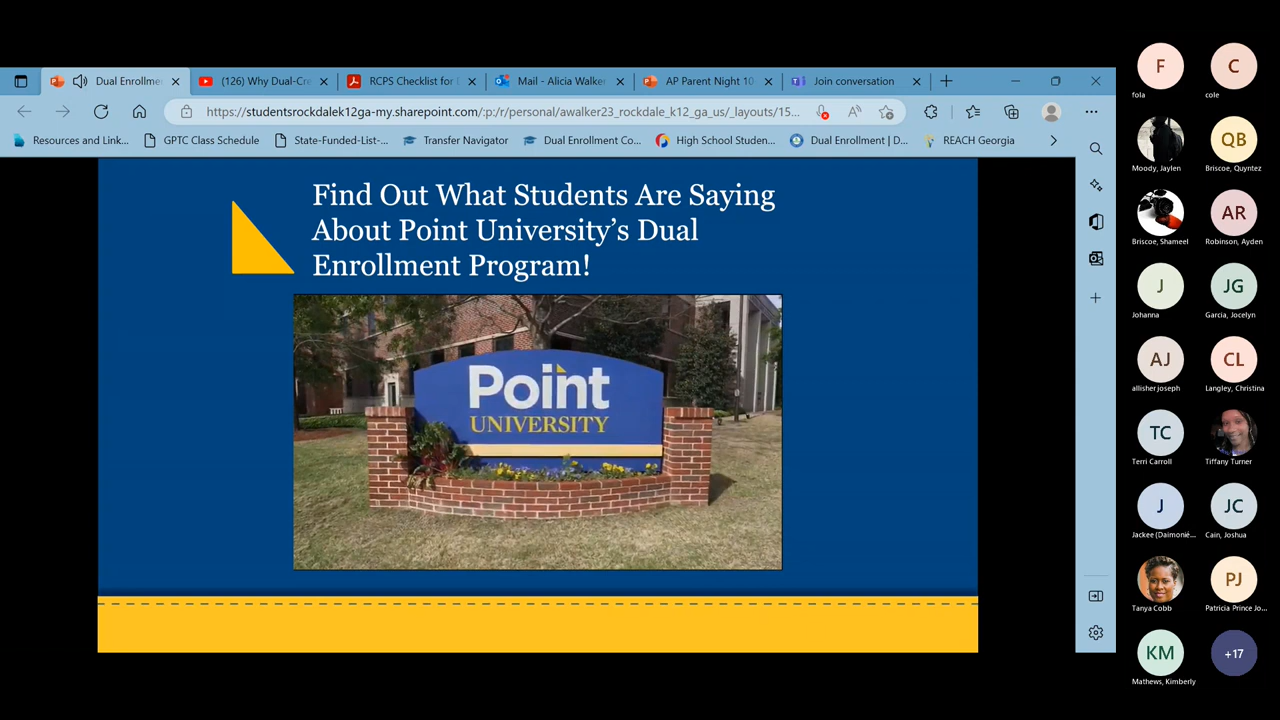 Dual Enrollme
(126) Why Dual-Cre
RCPS Checklist for
Mail - Alicia Walker
AP Parent Night 10
Join conversation
https://studentsrockdalek12ga-my.sharepoint.com/:p:/r/personal/awalker23_rockdale_k12_ga_us/_layouts/15...
Resources and Link...
GPTC Class Schedule
State-Funded-List-...
Transfer Navigator
Dual Enrollment Co...
High School Studen...
Dual Enrollment | D...
REACH Georgia
Find Out What Students Are Saying
About Point University's Dual
Enrollment Program!
Point
UNIVERSITY
F
fola
C
cole
Moody, Jaylen
QB
Briscoe, Quyntez
Briscoe, Shameel
AR
Robinson, Ayden
J
Johanna
JG
Garcia, Jocelyn
AJ
allisher joseph
CL
Langley, Christina
TC
Terri Carroll
Tiffany Turner
J
Jackee (Daimonié...
JC
Cain, Joshua
Tanya Cobb
PJ
Patricia Prince Jo...
KM
Mathews, Kimberly
+17